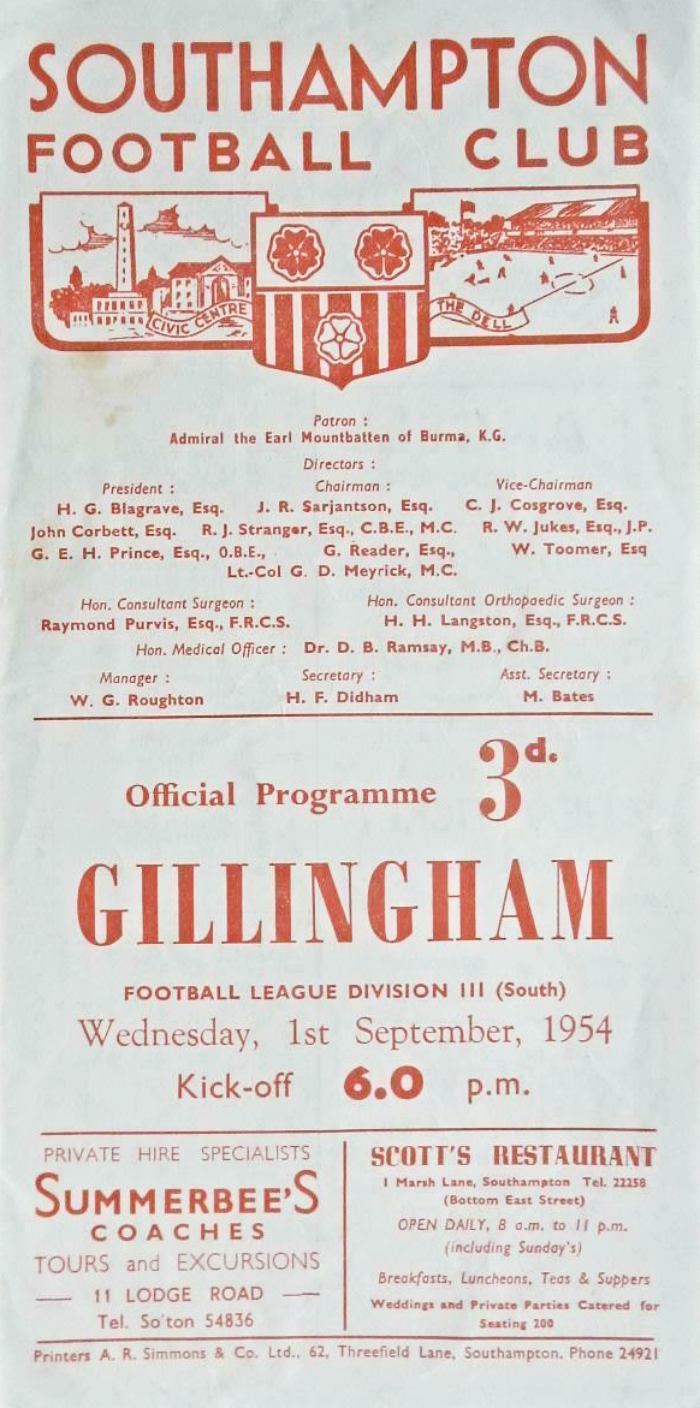 SOUTHAMPTON
FOOTBALL CLUB
CIVIC CENTRE
THE DELL
Patron :
Admiral the Earl Mountbatten of Burma, K.G.
Directors :
President : Chairman : Vice-Chairman
H. G. Blagrave, Esq. J. R. Sarjantson, Esq. C. J. Cosgrove, Esq.
John Corbett, Esq. R. J. Stranger, Esq., C.B.E., M.C. R. W. Jukes, Esq., J.P.
G. E. H. Prince, Esq., O.B.E., G. Reader, Esq., W. Toomer, Esq
Lt.-Col G. D. Meyrick, M.C.
Hon. Consultant Surgeon : Hon. Consultant Orthopaedic Surgeon :
Raymond Purvis, Esq., F.R.C.S. H. H. Langston, Esq., F.R.C.S.
Hon. Medical Officer : Dr. D. B. Ramsay, M.B., Ch.B.
Manager : Secretary : Asst. Secretary :
W. G. Roughton H. F. Didham M. Bates
Official Programme 3d.
GILLINGHAM
FOOTBALL LEAGUE DIVISION III (South)
Wednesday, 1st September, 1954
Kick-off 6.0 p.m.
PRIVATE HIRE SPECIALISTS
SUMMERBEE'S
COACHES
TOURS and EXCURSIONS
— 11 LODGE ROAD —
Tel. So'ton 54836
SCOTT'S RESTAURANT
1 Marsh Lane, Southampton Tel. 22258
(Bottom East Street)
OPEN DAILY, 8 a.m. to 11 p.m.
(including Sunday's)
Breakfasts, Luncheons, Teas & Suppers
Weddings and Private Parties Catered for
Seating 200
Printers A. R. Simmons & Co. Ltd., 62, Threefield Lane, Southampton. Phone 24921